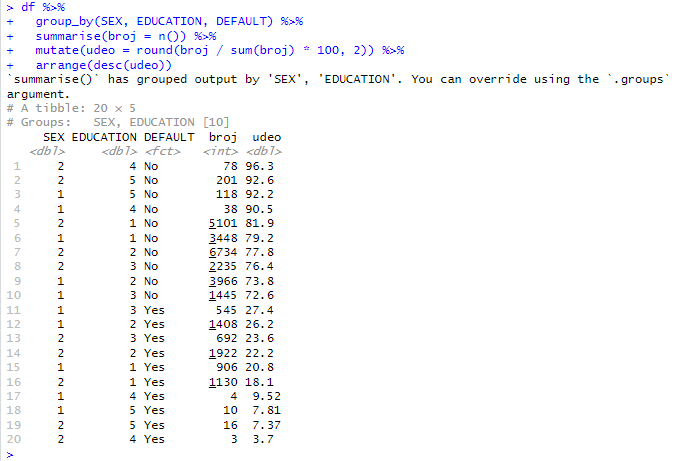 > df %>%
+   group_by(SEX, EDUCATION, DEFAULT) %>%
+   summarise(broj = n()) %>%
+   mutate(udeo = round(broj / sum(broj) * 100, 2)) %>%
+   arrange(desc(udeo))
`summarise()` has grouped output by 'SEX', 'EDUCATION'. You can override using the `.groups`
argument.
# A tibble: 20 × 5
# Groups:   SEX, EDUCATION [10]
     SEX EDUCATION DEFAULT  broj  udeo
   <dbl>     <dbl> <fct>   <int> <dbl>
 1     2         4 No         78 96.3
 2     2         5 No        201 92.6
 3     1         5 No        118 92.2
 4     1         4 No         38 90.5
 5     2         1 No       5101 81.9
 6     1         1 No       3448 79.2
 7     2         2 No       6734 77.8
 8     2         3 No       2235 76.4
 9     1         2 No       3966 73.8
10     1         3 No       1445 72.6
11     1         3 Yes       545 27.4
12     1         2 Yes      1408 26.2
13     2         3 Yes       692 23.6
14     2         2 Yes      1922 22.2
15     1         1 Yes       906 20.8
16     2         1 Yes      1130 18.1
17     1         4 Yes         4  9.52
18     1         5 Yes        10  7.81
19     2         5 Yes        16  7.37
20     2         4 Yes         3  3.7
>